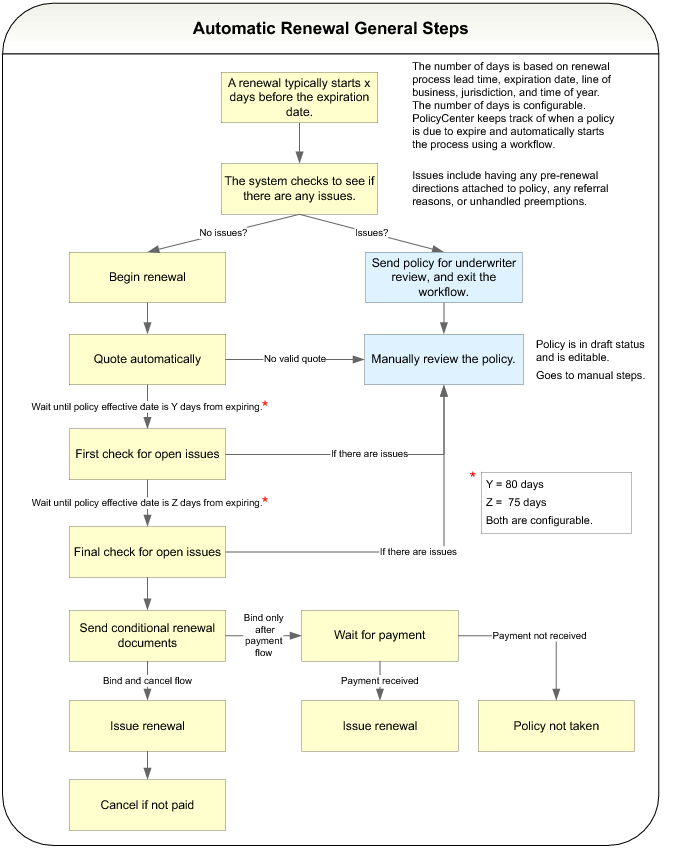 Automatic Renewal General Steps
A renewal typically starts x
days before the expiration
date.
The number of days is based on renewal
process lead time, expiration date, line of
business, jurisdiction, and time of year.
The number of days is configurable.
PolicyCenter keeps track of when a policy
is due to expire and automatically starts
the process using a workflow.
The system checks to see if
there are any issues.
Issues include having any pre-renewal
directions attached to policy, any referral
reasons, or unhandled preemptions.
No issues?
Issues?
Begin renewal
Send policy for underwriter
review, and exit the
workflow.
Quote automatically
No valid quote
Manually review the policy.
Policy is in draft status
and is editable.
Goes to manual steps.
Wait until policy effective date is Y days from expiring.*
First check for open issues
If there are issues
* Y = 80 days
Z = 75 days
Both are configurable.
Wait until policy effective date is Z days from expiring.*
Final check for open issues
If there are issues
Send conditional renewal
documents
Bind only
after
payment
flow
Wait for payment
Payment not received
Bind and cancel flow
Payment received
Issue renewal
Issue renewal
Policy not taken
Cancel if not paid